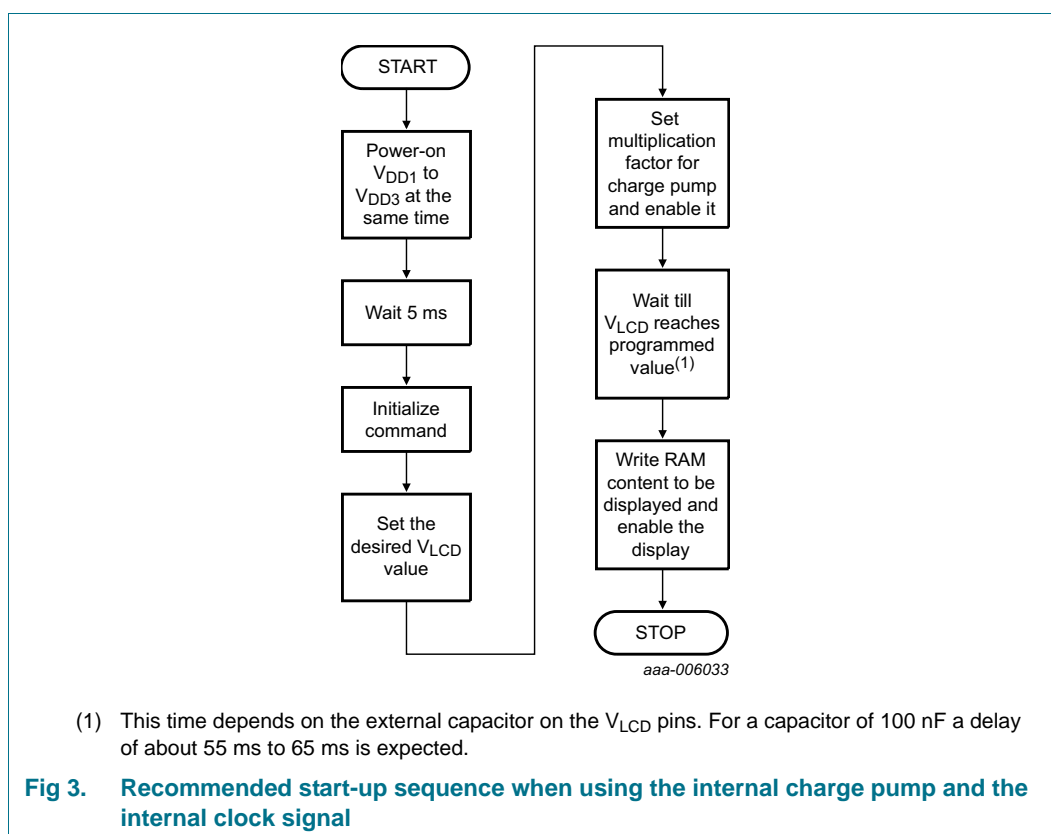 START
Power-on
VDD1 to
VDD3 at the
same time
Wait 5 ms
Initialize
command
Set the
desired VLCD
value
Set
multiplication
factor for
charge pump
and enable it
Wait till
VLCD reaches
programmed
value(1)
Write RAM
content to be
displayed and
enable the
display
STOP
aaa-006033
(1) This time depends on the external capacitor on the VLCD pins. For a capacitor of 100 nF a delay
of about 55 ms to 65 ms is expected.
Fig 3. Recommended start-up sequence when using the internal charge pump and the
internal clock signal